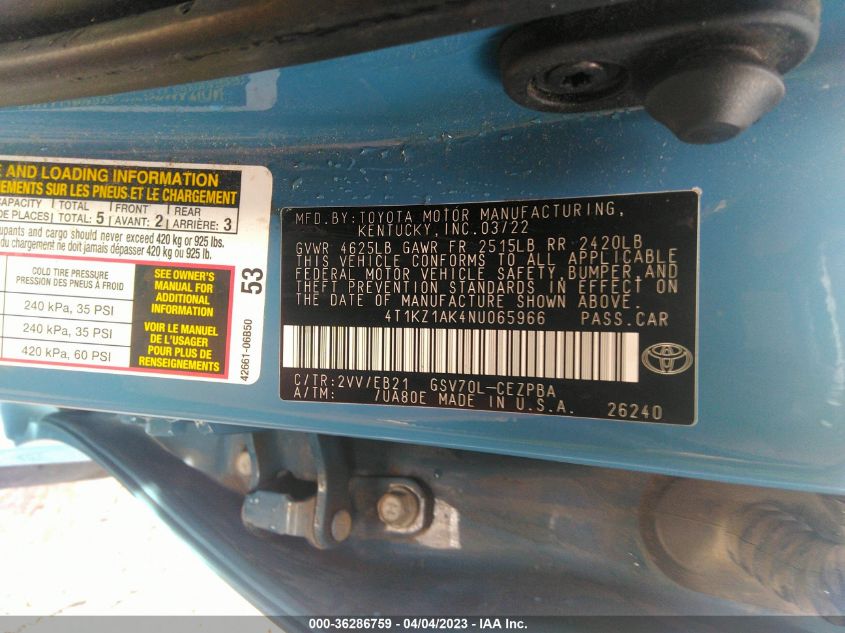 E AND LOADING INFORMATION
NEMENTS SUR LES PNEUS ET LE CHARGEMENT
CAPACITY TOTAL FRONT REAR
DE PLACES TOTAL: 5 AVANT: 2 ARRIÈRE: 3
upants and cargo should never exceed 420 kg or 925 lbs.
du chargement ne doit jamais dépasser 420 kg ou 925 lb.
COLD TIRE PRESSURE
PRESSION DES PNEUS À FROID
240 kPa, 35 PSI
240 kPa, 35 PSI
420 kPa, 60 PSI
SEE OWNER'S
MANUAL FOR
ADDITIONAL
INFORMATION
VOIR LE MANUEL
DE L'USAGER
POUR PLUS DE
RENSEIGNEMENTS
42661-06B50
53
MFD.BY:TOYOTA MOTOR MANUFACTURING,
KENTUCKY,INC.03/22
GVWR 4625LB GAWR FR 2515LB RR 2420LB
THIS VEHICLE CONFORMS TO ALL APPLICABLE
FEDERAL MOTOR VEHICLE SAFETY,BUMPER,AND
THEFT PREVENTION STANDARDS IN EFFECT ON
THE DATE OF MANUFACTURE SHOWN ABOVE.
4T1KZ1AK4NU065966 PASS.CAR
C/TR:2VV/EB21 GSV70L-CEZPBA
A/TM: 7UA80E MADE IN U.S.A. 26240
000-36286759 - 04/04/2023 - IAA Inc.